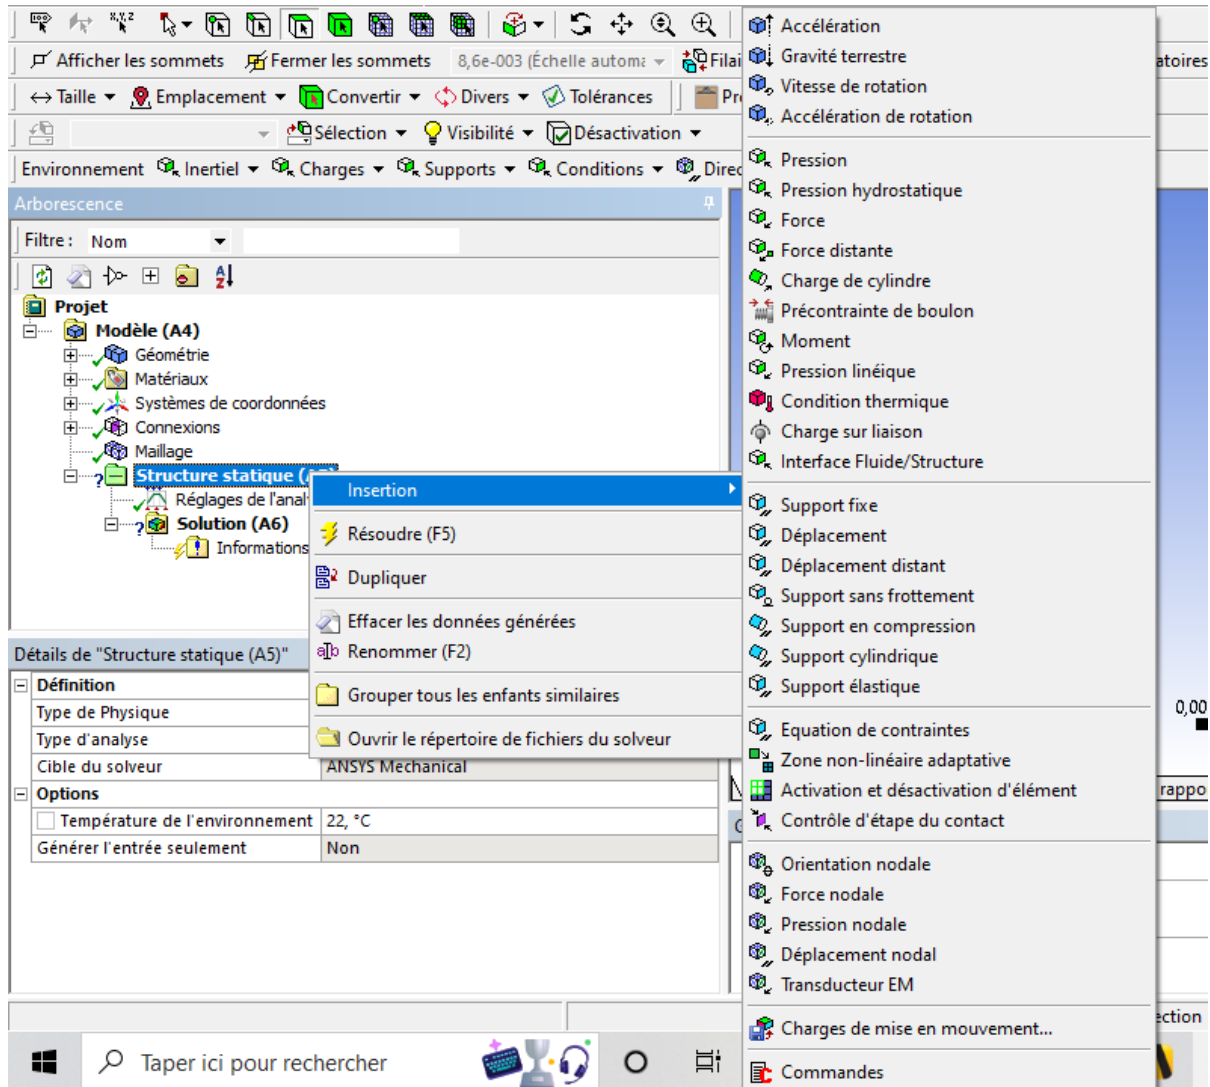 Afficher les sommets Fermer les sommets 8,6e-003 (Échelle automa Filai
Taille Emplacement Convertir Divers Tolérances Pr
Sélection Visibilité Désactivation
Environnement Inertiel Charges Supports Conditions Direc
Arborescence
Filtre : Nom
Projet
Modèle (A4)
Géométrie
Matériaux
Systèmes de coordonnées
Connexions
Maillage
Structure statique (A5)
Réglages de l'anal
Solution (A6)
Informations
Insertion
Résoudre (F5)
Dupliquer
Effacer les données générées
Renommer (F2)
Grouper tous les enfants similaires
Ouvrir le répertoire de fichiers du solveur
Détails de "Structure statique (A5)"
Définition
Type de Physique
Type d'analyse
Cible du solveur ANSYS Mechanical
Options
Température de l'environnement 22, °C
Générer l'entrée seulement Non
Accélération
Gravité terrestre
Vitesse de rotation
Accélération de rotation
Pression
Pression hydrostatique
Force
Force distante
Charge de cylindre
Précontrainte de boulon
Moment
Pression linéique
Condition thermique
Charge sur liaison
Interface Fluide/Structure
Support fixe
Déplacement
Déplacement distant
Support sans frottement
Support en compression
Support cylindrique
Support élastique
Equation de contraintes
Zone non-linéaire adaptative
Activation et désactivation d'élément
Contrôle d'étape du contact
Orientation nodale
Force nodale
Pression nodale
Déplacement nodal
Transducteur EM
Charges de mise en mouvement...
Commandes
atoires
0,00
rappo
ection
Taper ici pour rechercher